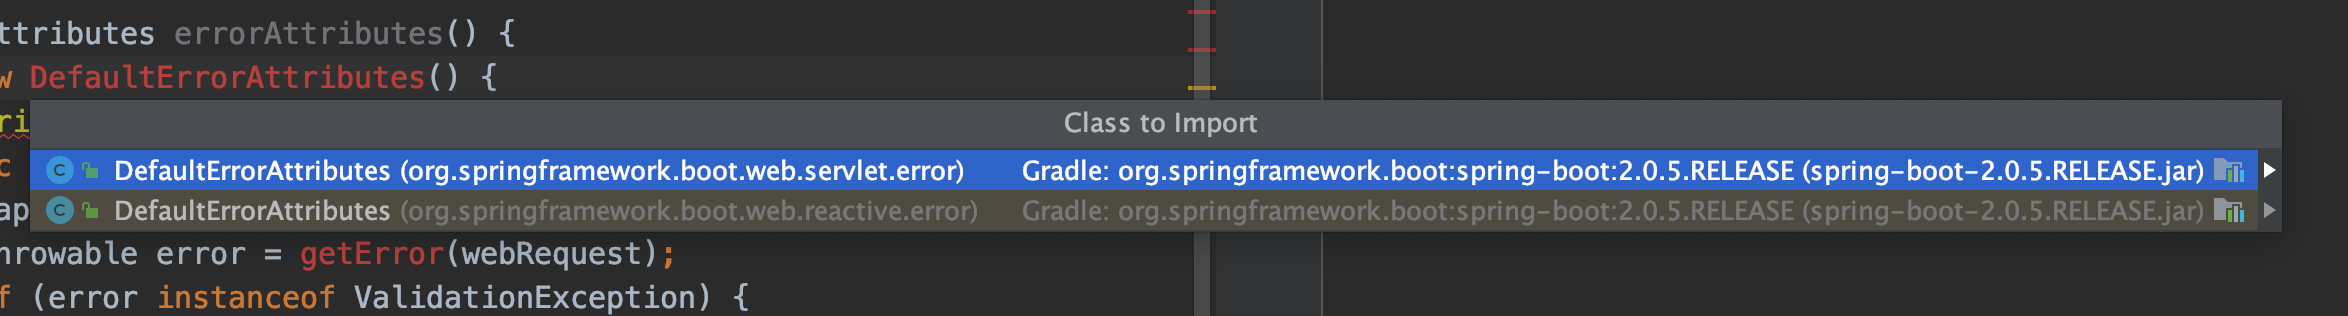 ttributes errorAttributes() {
w DefaultErrorAttributes() {
ri
Class to Import
c
DefaultErrorAttributes (org.springframework.boot.web.servlet.error) Gradle: org.springframework.boot:spring-boot:2.0.5.RELEASE (spring-boot-2.0.5.RELEASE.jar)
ap
DefaultErrorAttributes (org.springframework.boot.web.reactive.error) Gradle: org.springframework.boot:spring-boot:2.0.5.RELEASE (spring-boot-2.0.5.RELEASE.jar)
hrowable error = getError(webRequest);
f (error instanceof ValidationException) {